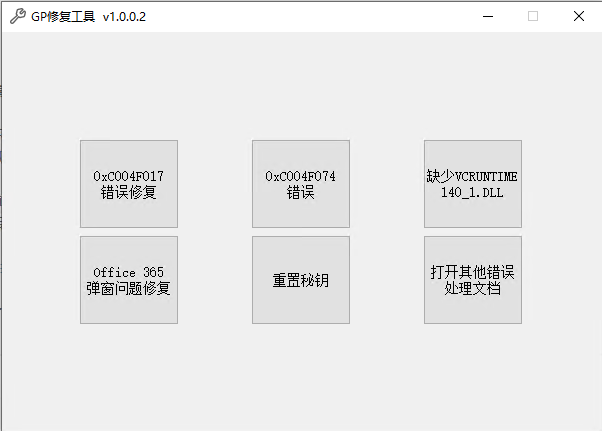 GP修复工具 v1.0.0.2
0xC004F017
错误修复
0xC004F074
错误
缺少VCRUNTIME
140_1.DLL
Office 365
弹窗问题修复
重置秘钥
打开其他错误
处理文档